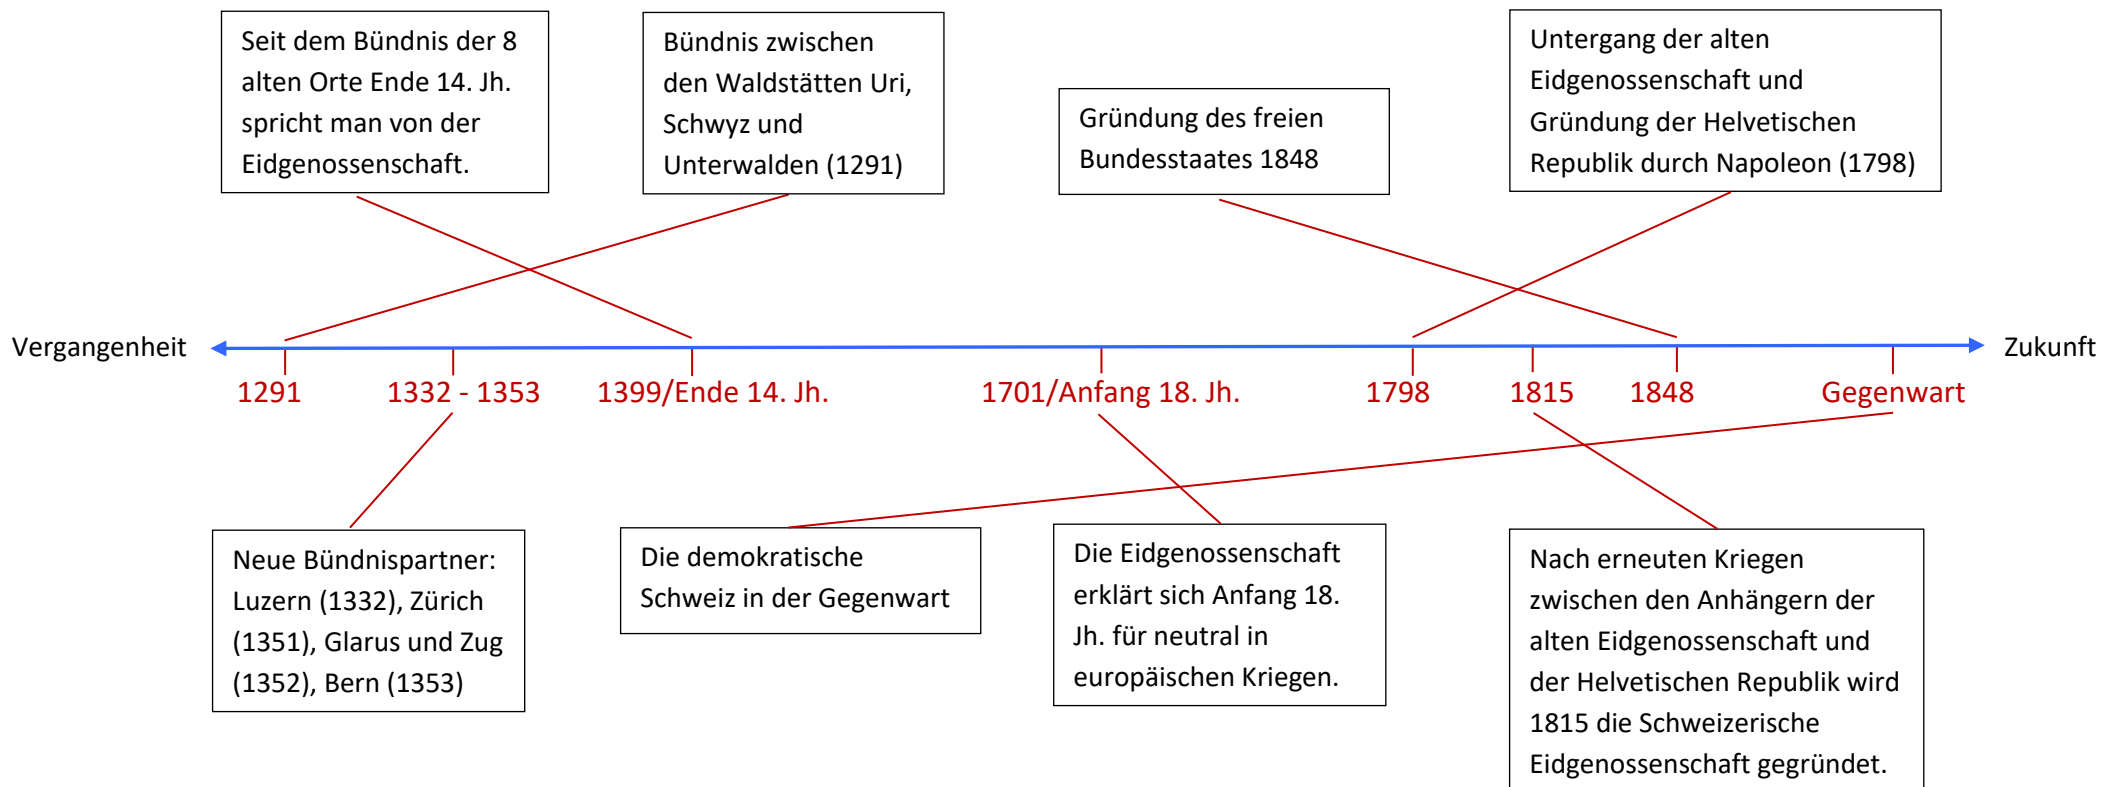 Seit dem Bündnis der 8
alten Orte Ende 14. Jh.
spricht man von der
Eidgenossenschaft.
Bündnis zwischen
den Waldstätten Uri,
Schwyz und
Unterwalden (1291)
Gründung des freien
Bundesstaates 1848
Untergang der alten
Eidgenossenschaft und
Gründung der Helvetischen
Republik durch Napoleon (1798)
Vergangenheit
Zukunft
1291
1332 - 1353
1399/Ende 14. Jh.
1701/Anfang 18. Jh.
1798
1815
1848
Gegenwart
Neue Bündnispartner:
Luzern (1332), Zürich
(1351), Glarus und Zug
(1352), Bern (1353)
Die demokratische
Schweiz in der Gegenwart
Die Eidgenossenschaft
erklärt sich Anfang 18.
Jh. für neutral in
europäischen Kriegen.
Nach erneuten Kriegen
zwischen den Anhängern der
alten Eidgenossenschaft und
der Helvetischen Republik wird
1815 die Schweizerische
Eidgenossenschaft gegründet.